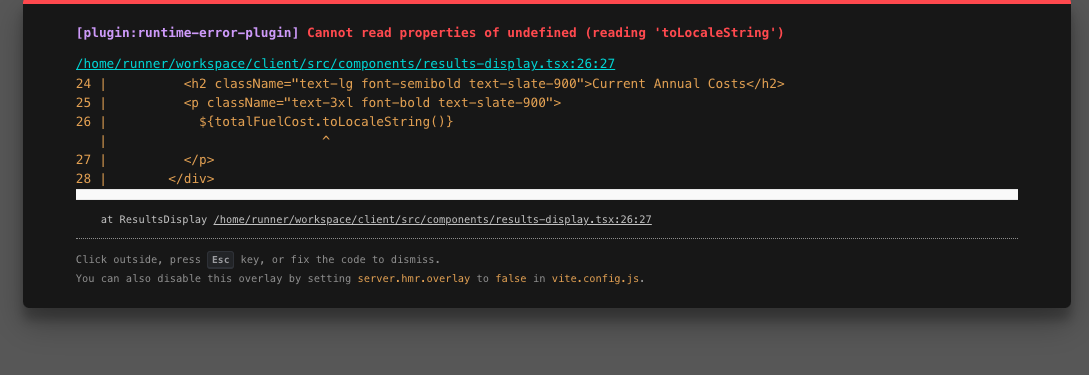 [plugin:runtime-error-plugin] Cannot read properties of undefined (reading 'toLocaleString')
/home/runner/workspace/client/src/components/results-display.tsx:26:27
24 |          <h2 className="text-lg font-semibold text-slate-900">Current Annual Costs</h2>
25 |          <p className="text-3xl font-bold text-slate-900">
26 |            ${totalFuelCost.toLocaleString()}
   |                           ^
27 |          </p>
28 |        </div>
at ResultsDisplay /home/runner/workspace/client/src/components/results-display.tsx:26:27
Click outside, press Esc key, or fix the code to dismiss.
You can also disable this overlay by setting server.hmr.overlay to false in vite.config.js.